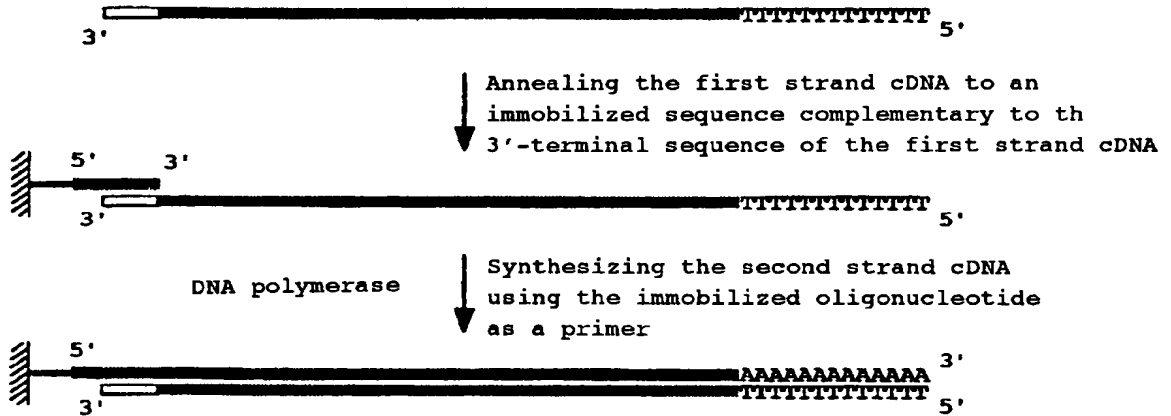 TTTTTTTTTTTTT
3' 5'
Annealing the first strand cDNA to an
immobilized sequence complementary to th
3'-terminal sequence of the first strand cDNA
5' 3'
TTTTTTTTTTTTT
3' 5'
Synthesizing the second strand cDNA
DNA polymerase using the immobilized oligonucleotide
as a primer
5' 3'
AAAAAAAAAAAAA
TTTTTTTTTTTTT
3' 5'